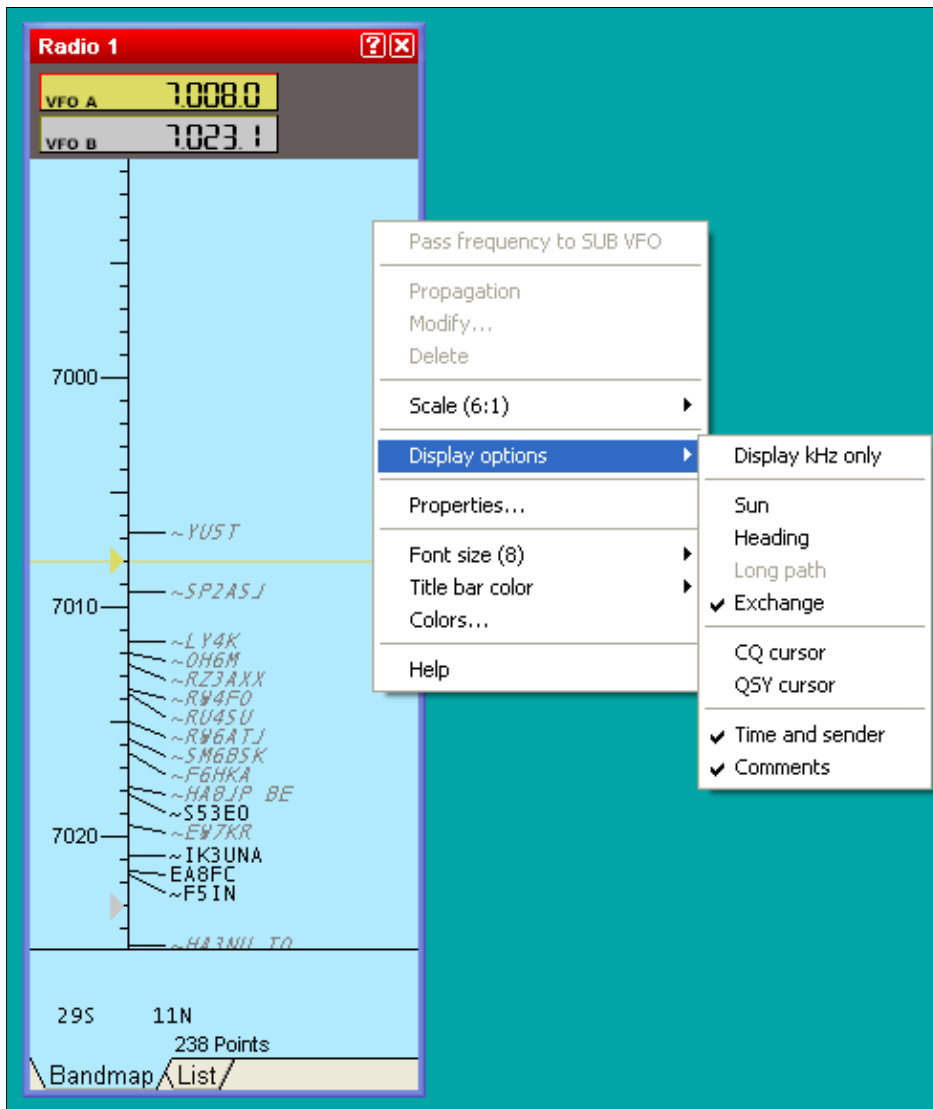 Radio 1
VFO A 7.008.0
VFO B 7.023.1
7000
~YU5T
~SP2ASJ
7010
~LY4K
~OH6M
~RZ3AXX
~RW4FO
~RU4SU
~RW6ATJ
~SM6BSK
~F6HKA
~HA8JP BE
~S53EO
7020 ~EW7KR
~IK3UNA
EA8FC
~F5IN
~HA3NU TO
29S 11N
238 Points
Bandmap List
Pass frequency to SUB VFO
Propagation
Modify...
Delete
Scale (6:1)
Display options
Properties...
Font size (8)
Title bar color
Colors...
Help
Display kHz only
Sun
Heading
Long path
Exchange
CQ cursor
QSY cursor
Time and sender
Comments